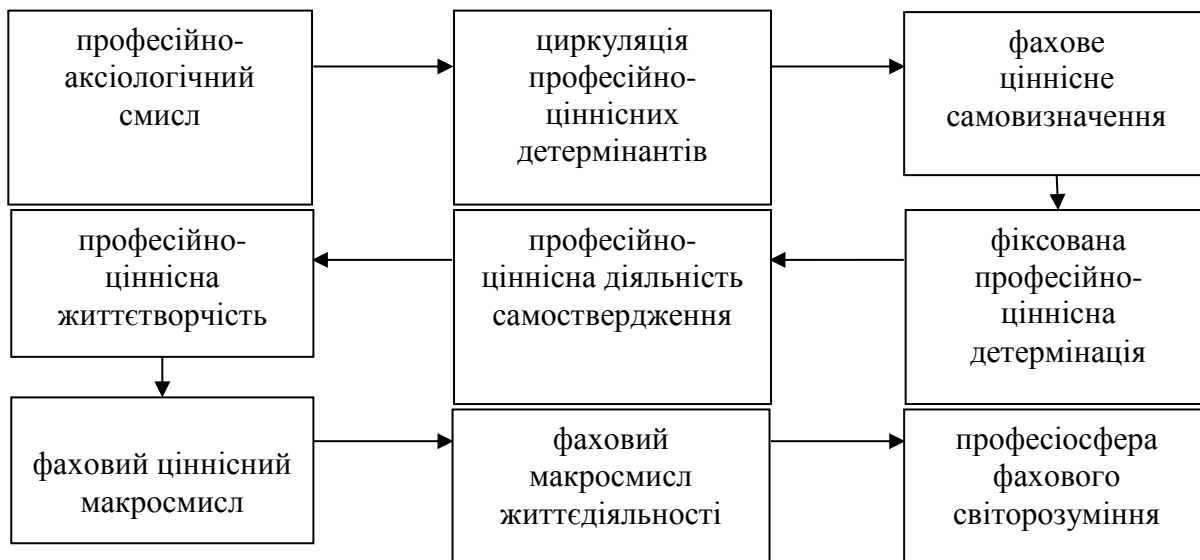 професійно-
аксіологічний
смисл
циркуляція
професійно-
ціннісних
детермінантів
фахове
ціннісне
самовизначення
фіксована
професійно-
ціннісна
детермінація
професійно-
ціннісна діяльність
самоствердження
професійно-
ціннісна
життєтворчість
фаховий ціннісний
макросмисл
фаховий
макросмисл
життєдіяльності
професіосфера
фахового
світорозуміння